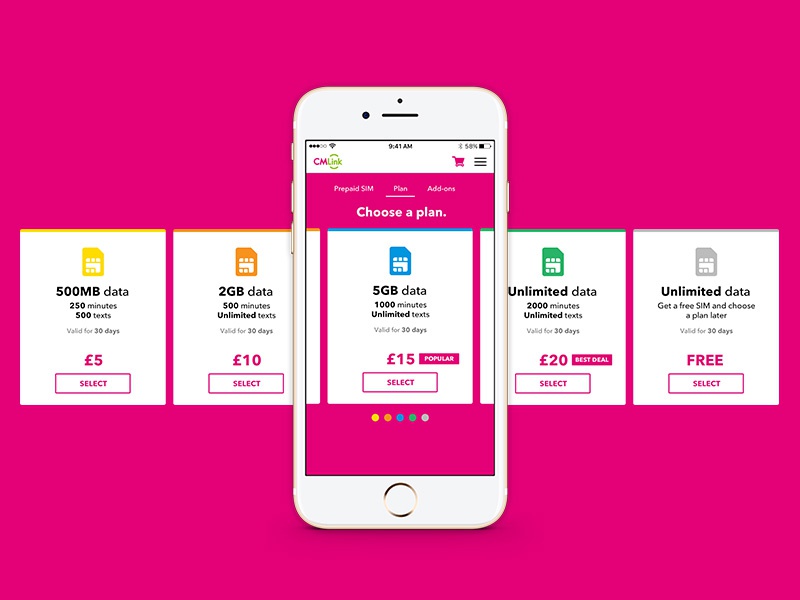 9:41 AM
58%
CMLink
Prepaid SIM
Plan
Add-ons
Choose a plan.
500MB data
250 minutes
500 texts
Valid for 30 days
£5
SELECT
2GB data
500 minutes
Unlimited texts
Valid for 30 days
£10
SELECT
5GB data
1000 minutes
Unlimited texts
Valid for 30 days
£15 POPULAR
SELECT
Unlimited data
2000 minutes
Unlimited texts
Valid for 30 days
£20 BEST DEAL
SELECT
Unlimited data
Get a free SIM and choose
a plan later
Valid for 30 days
FREE
SELECT